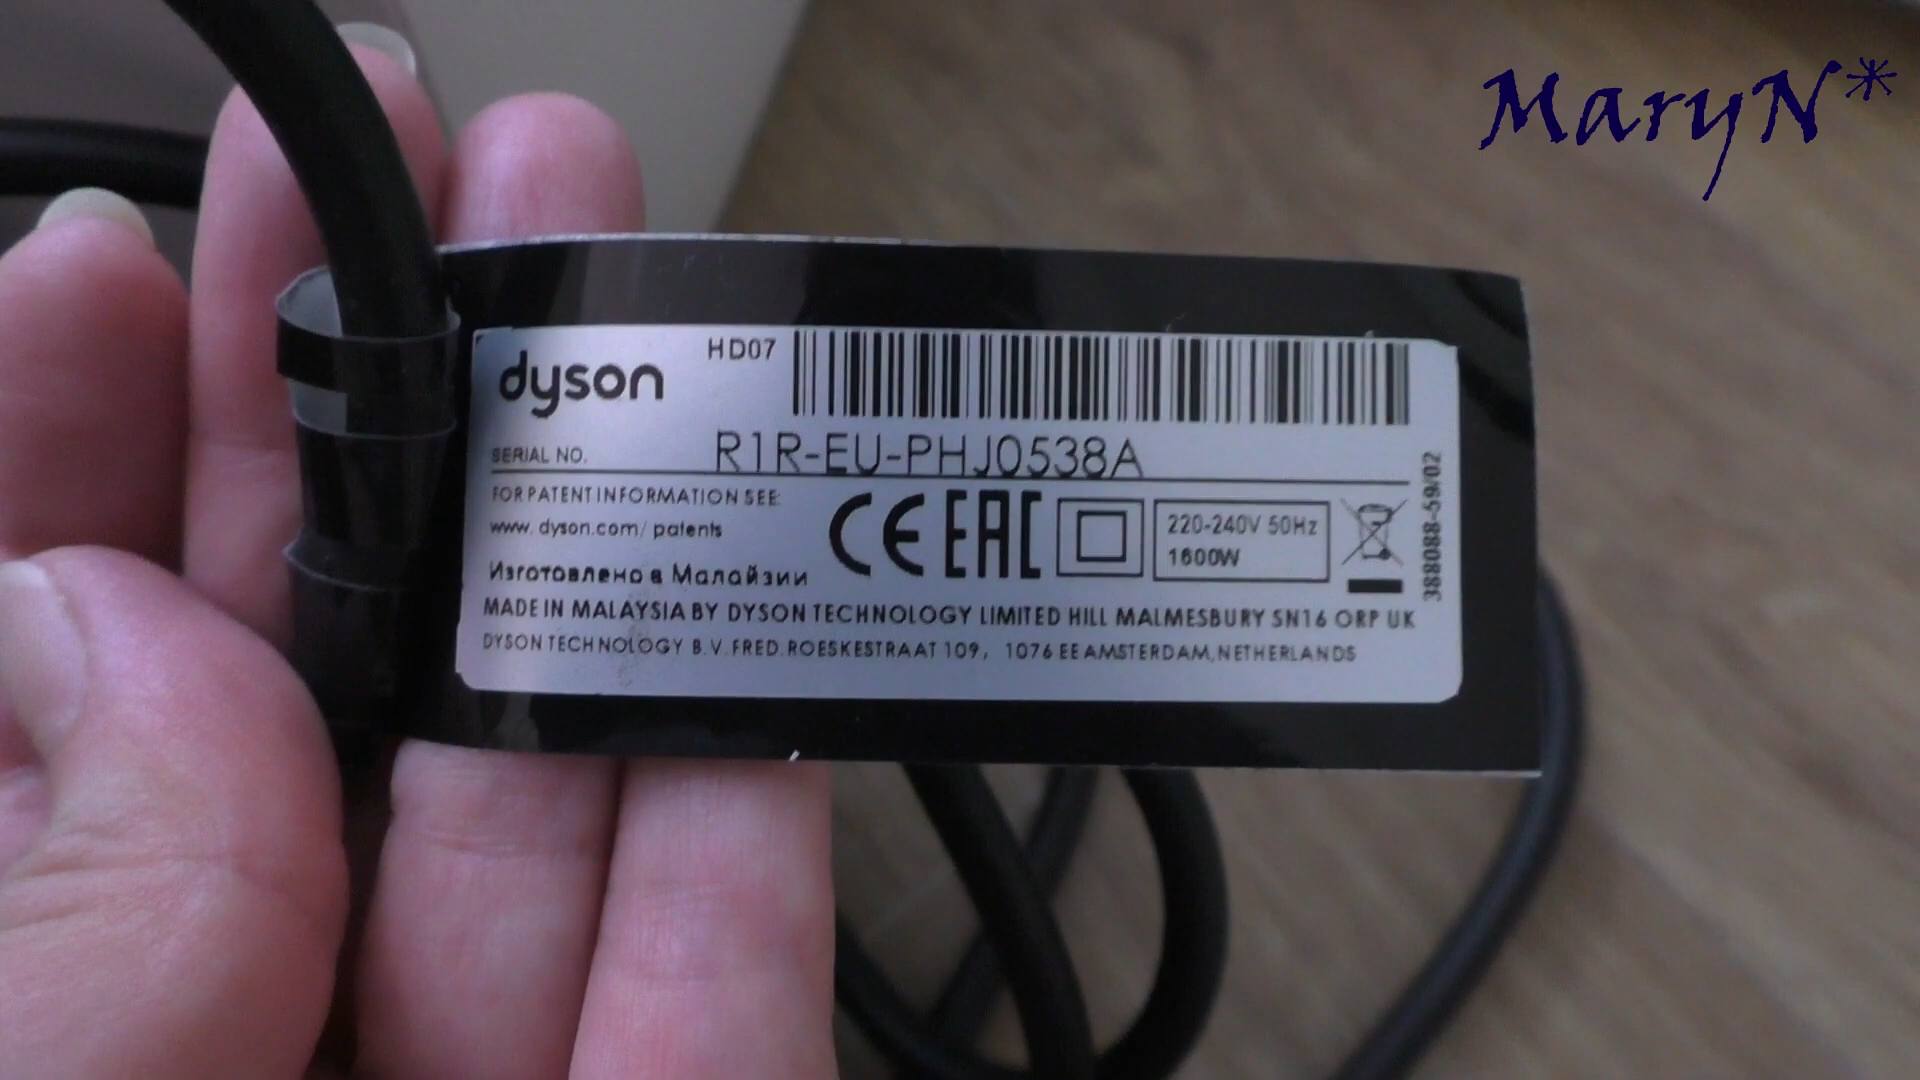 MaryN*
dyson
HD07
SERIAL NO. R1R-EU-PHJ0538A
FOR PATENT INFORMATION SEE:
www.dyson.com/patents
CE EAC
220-240V 50Hz
1600W
Изготовлено в Малайзии
MADE IN MALAYSIA BY DYSON TECHNOLOGY LIMITED HILL MALMESBURY SN16 ORP UK
DYSON TECHNOLOGY B.V. FRED. ROESKESTRAAT 109, 1076 EE AMSTERDAM, NETHERLANDS
388088-59/02